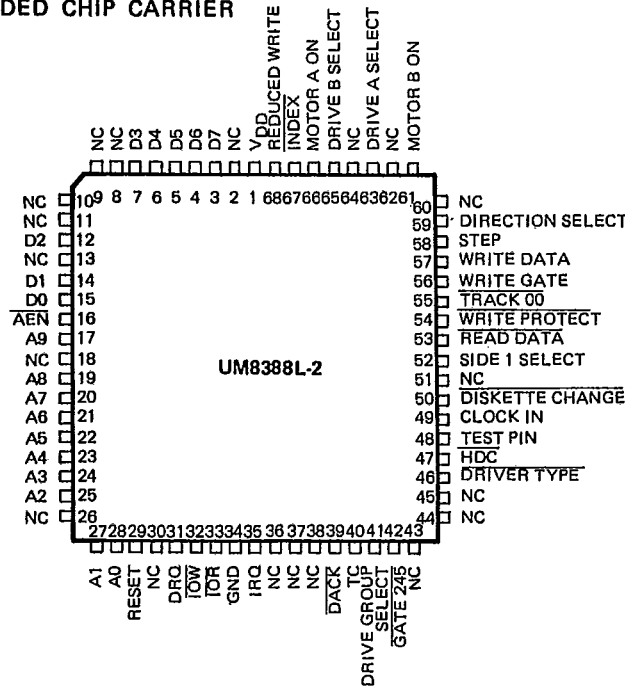 DED CHIP CARRIER
NC
NC
D3
D4
D5
D6
D7
NC
VDD
REDUCED WRITE
INDEX
MOTOR A ON
DRIVE B SELECT
NC
DRIVE A SELECT
NC
MOTOR B ON
9 8 7 6 5 4 3 2 1 68 67 66 65 64 63 62 61
NC 10
NC 11
D2 12
NC 13
D1 14
D0 15
AEN 16
A9 17
NC 18
A8 19
A7 20
A6 21
A5 22
A4 23
A3 24
A2 25
NC 26
UM8388L-2
60 NC
59 DIRECTION SELECT
58 STEP
57 WRITE DATA
56 WRITE GATE
55 TRACK 00
54 WRITE PROTECT
53 READ DATA
52 SIDE 1 SELECT
51 NC
50 DISKETTE CHANGE
49 CLOCK IN
48 TEST PIN
47 HDC
46 DRIVER TYPE
45 NC
44 NC
27 28 29 30 31 32 33 34 35 36 37 38 39 40 41 42 43
A1
A0
RESET
NC
DRQ
IOW
IOR
GND
IRQ
NC
NC
NC
DACK
TC
DRIVE GROUP
SELECT
GATE 245
NC